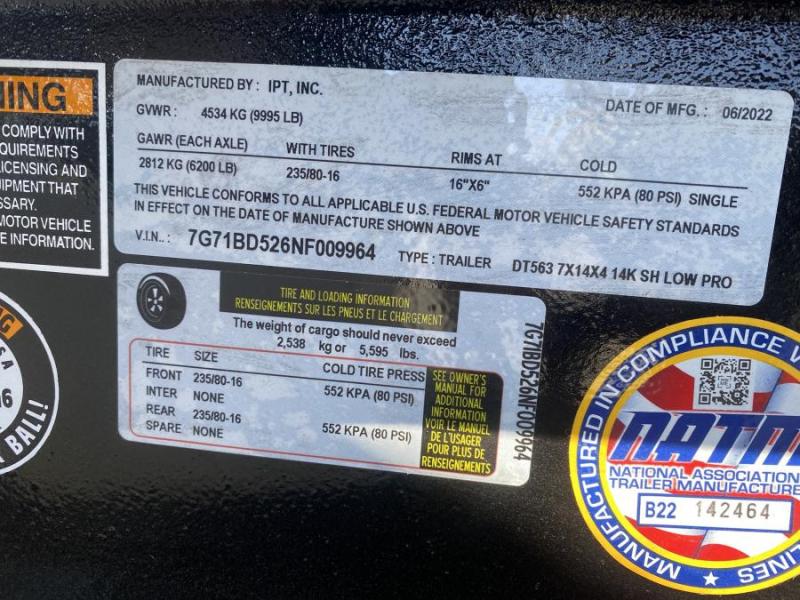 NING
COMPLY WITH
QUIREMENTS
LICENSING AND
UIPMENT THAT
SSARY.
MOTOR VEHICLE
E INFORMATION.
MANUFACTURED BY : IPT, INC.
DATE OF MFG. : 06/2022
GVWR : 4534 KG (9995 LB)
GAWR (EACH AXLE) WITH TIRES RIMS AT COLD
2812 KG (6200 LB) 235/80-16 16"X6" 552 KPA (80 PSI) SINGLE
THIS VEHICLE CONFORMS TO ALL APPLICABLE U.S. FEDERAL MOTOR VEHICLE SAFETY STANDARDS
IN EFFECT ON THE DATE OF MANUFACTURE SHOWN ABOVE
V.I.N.: 7G71BD526NF009964 TYPE : TRAILER DT563 7X14X4 14K SH LOW PRO
TIRE AND LOADING INFORMATION
RENSEIGNEMENTS SUR LES PNEUS ET LE CHARGEMENT
The weight of cargo should never exceed
2,538 kg or 5,595 lbs.
TIRE SIZE COLD TIRE PRESS
FRONT 235/80-16 552 KPA (80 PSI)
INTER NONE
REAR 235/80-16 552 KPA (80 PSI)
SPARE NONE
SEE OWNER'S
MANUAL FOR
ADDITIONAL
INFORMATION
VOIR LE MANUEL
DE L'USAGER
POUR PLUS DE
RENSEIGNEMENTS
7G71BD526NF009964
BALL!
MANUFACTURED IN COMPLIANCE W
NATM
NATIONAL ASSOCIATION
TRAILER MANUFACTURE
B22 142464
LINES